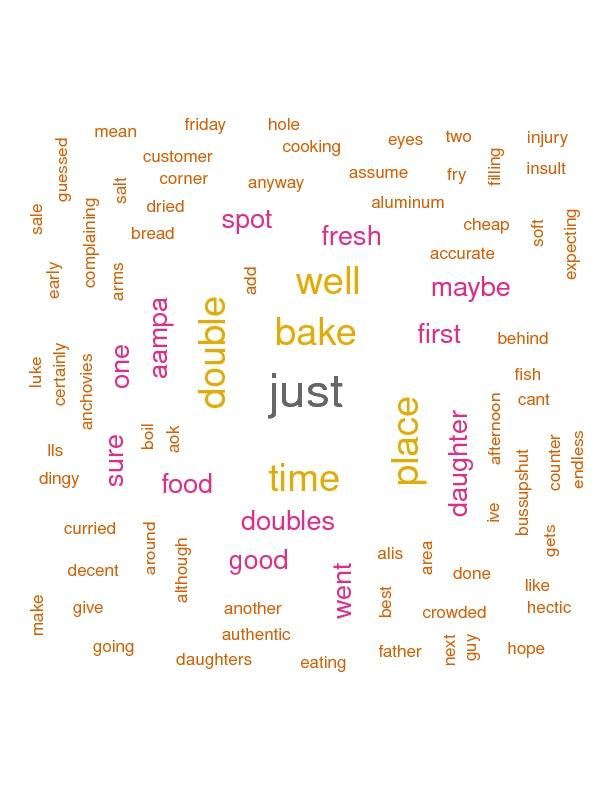 friday
hole
mean
eyes
two
injury
customer
cooking
guessed
filling
insult
corner
anyway
assume
fry
salt
dried
aluminum
sale
bread
spot
fresh
cheap
soft
expecting
complaining
accurate
early
arms
add
well
maybe
aampa
double
bake
first
behind
luke
certainly
one
anchovies
just
fish
cant
place
afternoon
boil
aok
lls
sure
daughter
counter
endless
dingy
food
time
bussupshut
ive
doubles
curried
around
although
good
gets
alis
area
decent
went
done
like
make
give
another
best
crowded
hectic
going
authentic
daughters
eating
father
next
guy
hope